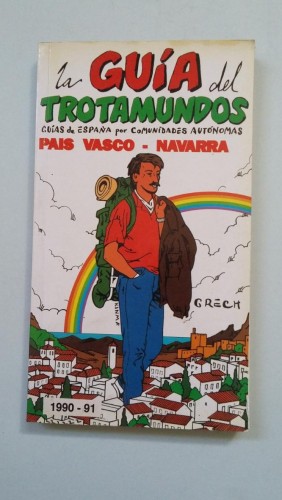 la GUÍA del
TROTAMUNDOS
GUÍAS de ESPAÑA por COMUNIDADES AUTÓNOMAS
PAIS VASCO - NAVARRA
GRECH
1990 - 91